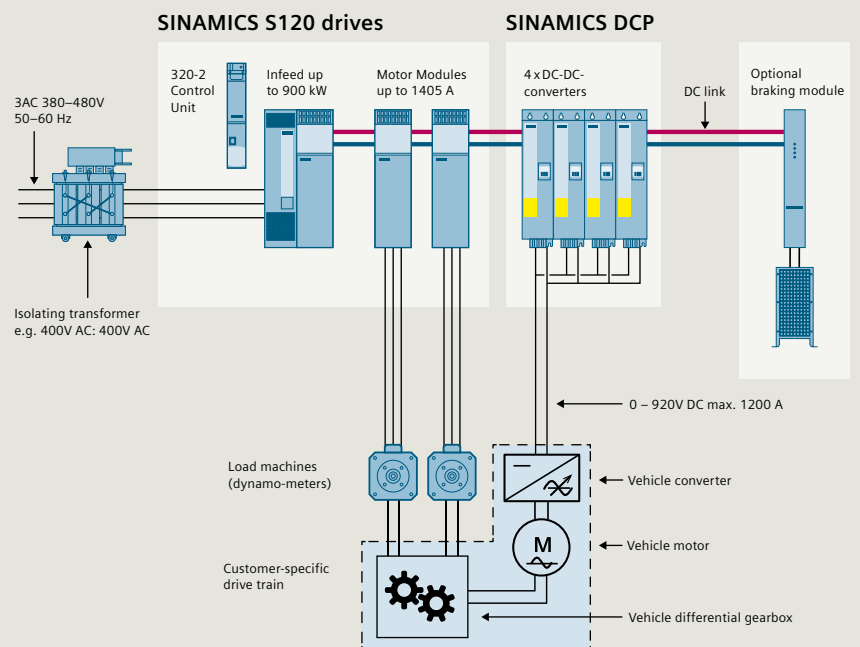 SINAMICS S120 drives
SINAMICS DCP
320-2
Control
Unit
Infeed up
to 900 kW
Motor Modules
up to 1405 A
4 x DC-DC-
converters
DC link
Optional
braking module
3AC 380–480V
50–60 Hz
Isolating transformer
e.g. 400V AC: 400V AC
0 – 920V DC max. 1200 A
Load machines
(dynamo-meters)
Vehicle converter
M
Vehicle motor
Customer-specific
drive train
Vehicle differential gearbox